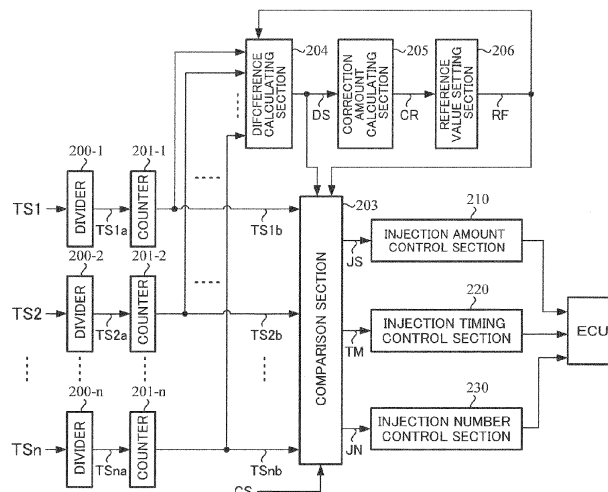 204
DIFCFERENCE
CALCULATING
SECTION
205
CORRECTION
AMOUNT
CALCULATING
SECTION
206
REFERENCE
VALUE SETTING
SECTION
DS
CR
RF
200-1
201-1
TS1
DIVIDER
TS1a
COUNTER
TS1b
203
COMPARISON SECTION
210
JS
INJECTION AMOUNT
CONTROL SECTION
200-2
201-2
TS2
DIVIDER
TS2a
COUNTER
TS2b
220
TM
INJECTION TIMING
CONTROL SECTION
ECU
200-n
201-n
TSn
DIVIDER
TSna
COUNTER
TSnb
230
JN
INJECTION NUMBER
CONTROL SECTION
CS